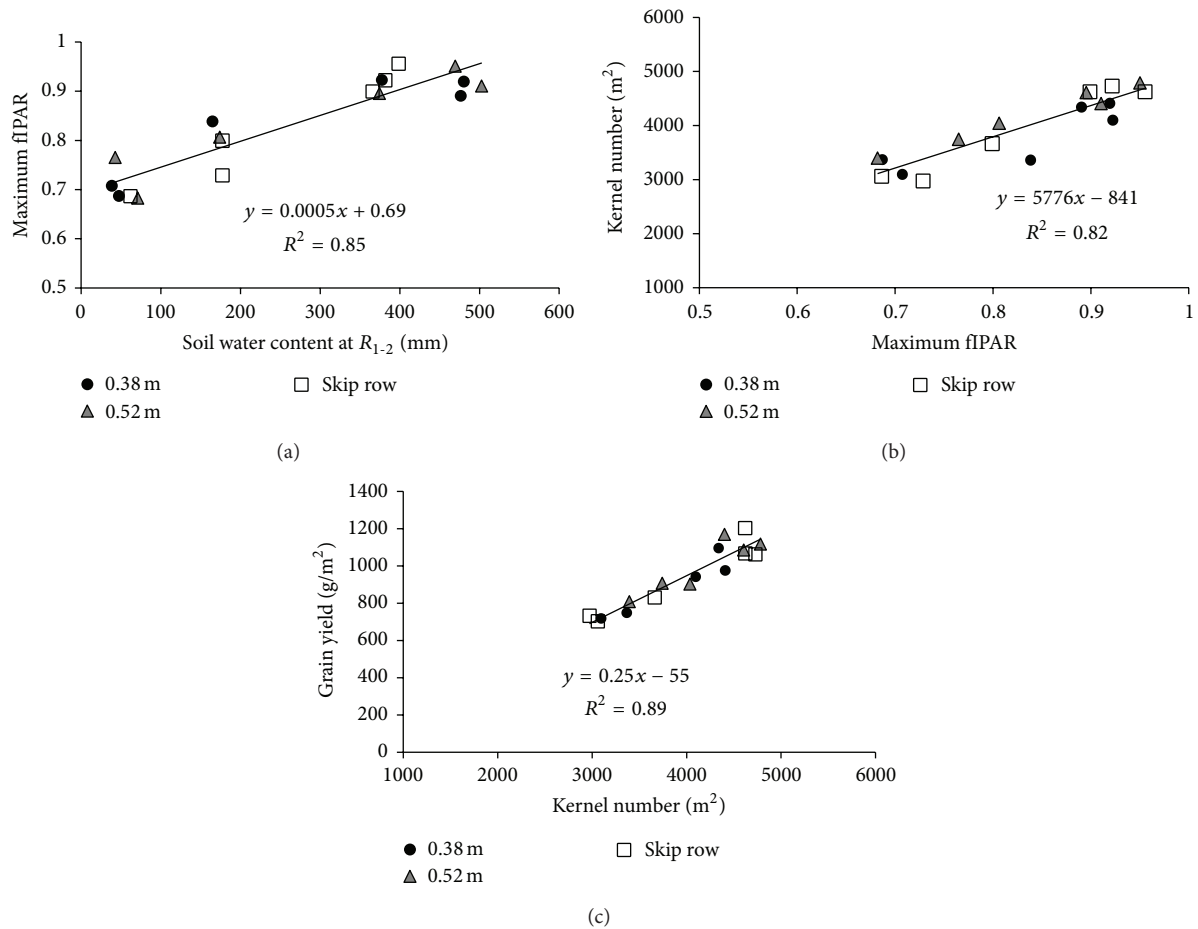 Maximum fIPAR
1
0.9
0.8
0.7
0.6
0.5
y = 0.0005x + 0.69
R² = 0.85
0 100 200 300 400 500 600
Soil water content at R₁₋₂ (mm)
0.38 m
Skip row
0.52 m
(a)
Kernel number (m²)
6000
5000
4000
3000
2000
1000
y = 5776x − 841
R² = 0.82
0.5 0.6 0.7 0.8 0.9 1
Maximum fIPAR
0.38 m
Skip row
0.52 m
(b)
Grain yield (g/m²)
1400
1200
1000
800
600
400
200
0
y = 0.25x − 55
R² = 0.89
1000 2000 3000 4000 5000 6000
Kernel number (m²)
0.38 m
Skip row
0.52 m
(c)